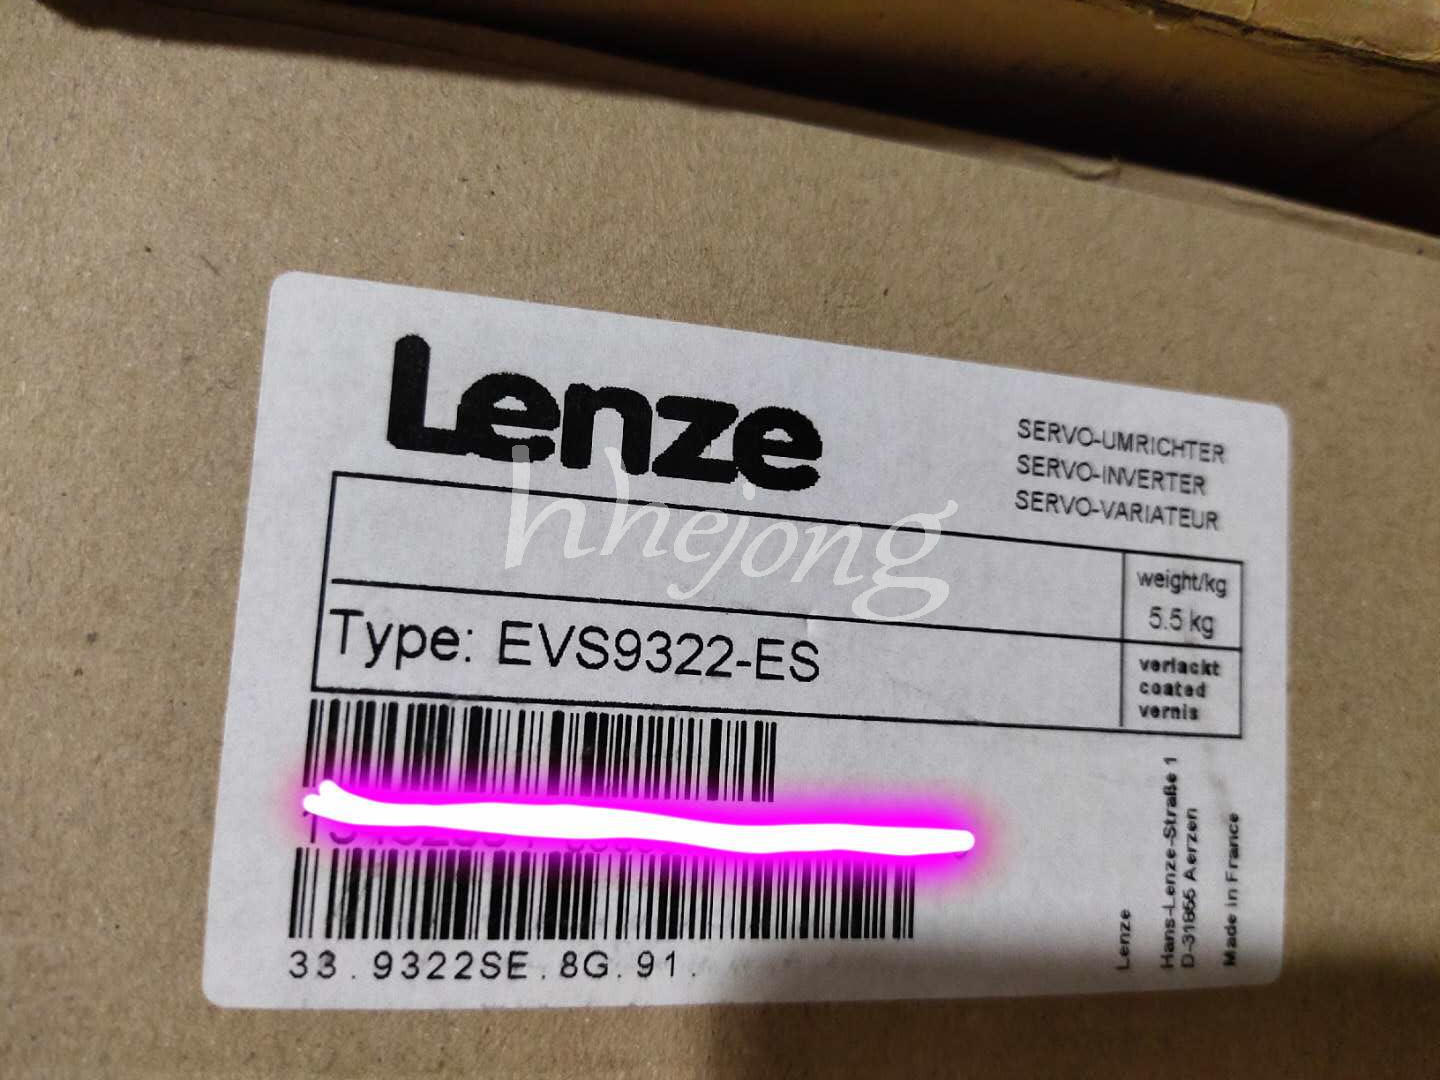 Lenze
SERVO-UMRICHTER
SERVO-INVERTER
SERVO-VARIATEUR
hhejong
weight/kg
5.5 kg
Type: EVS9322-ES
verlackt
coated
vernis
33.9322SE.8G.91.
Lenze
Hans-Lenze-Straße 1
D-31855 Aerzen
Made in France